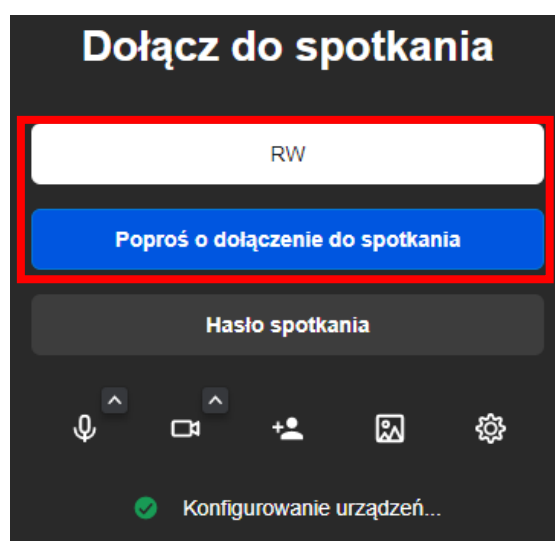 Dołącz do spotkania
RW
Poproś o dołączenie do spotkania
Hasło spotkania
Konfigurowanie urządzeń...